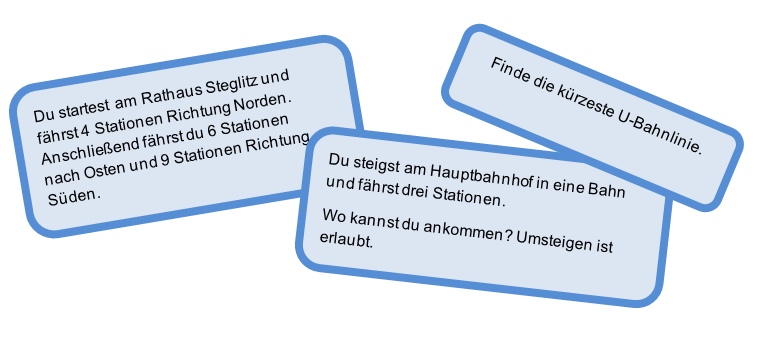 Du startest am Rathaus Steglitz und
fährst 4 Stationen Richtung Norden.
Anschließend fährst du 6 Stationen
nach Osten und 9 Stationen Richtung
Süden.
Finde die kürzeste U-Bahnlinie.
Du steigst am Hauptbahnhof in eine Bahn
und fährst drei Stationen.
Wo kannst du ankommen? Umsteigen ist
erlaubt.